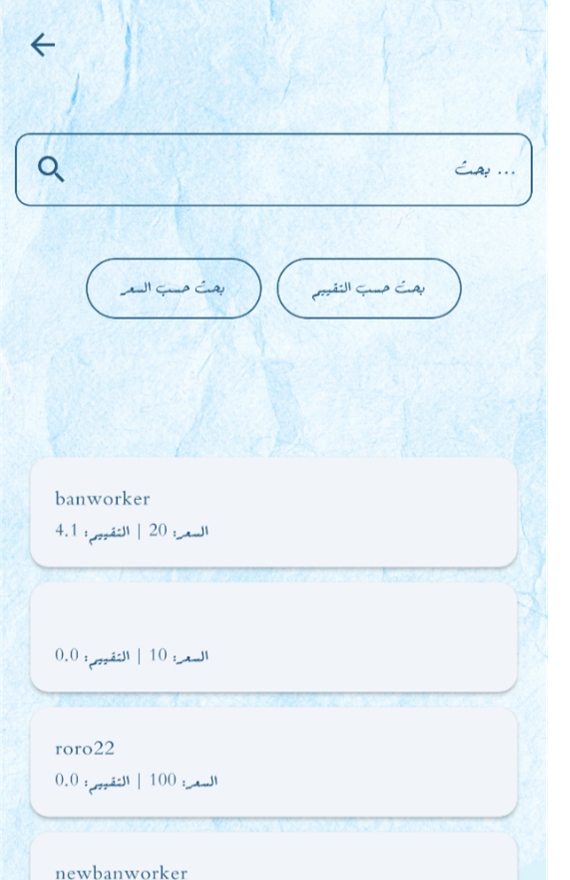 بحث ...
بحث حسب التقييم
بحث حسب السعر
banworker
السعر: 20 | التقييم: 4.1
السعر: 10 | التقييم: 0.0
roro22
السعر: 100 | التقييم: 0.0
newbanworker